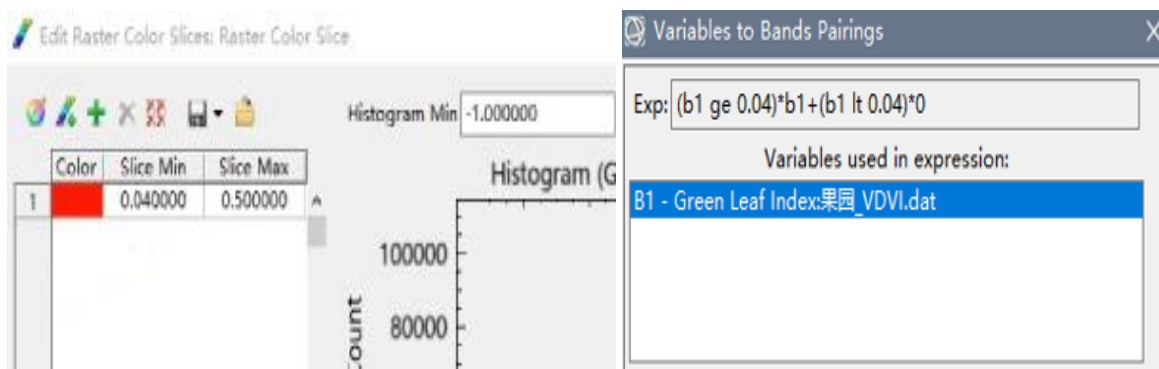 Edit Raster Color Slices: Raster Color Slice
Histogram Min -1.000000
Color Slice Min Slice Max
1 0.040000 0.500000
Histogram (G
100000
80000
Count
Variables to Bands Pairings
Exp: (b1 ge 0.04)*b1+(b1 lt 0.04)*0
Variables used in expression:
B1 - Green Leaf Index:果园_VDVI.dat